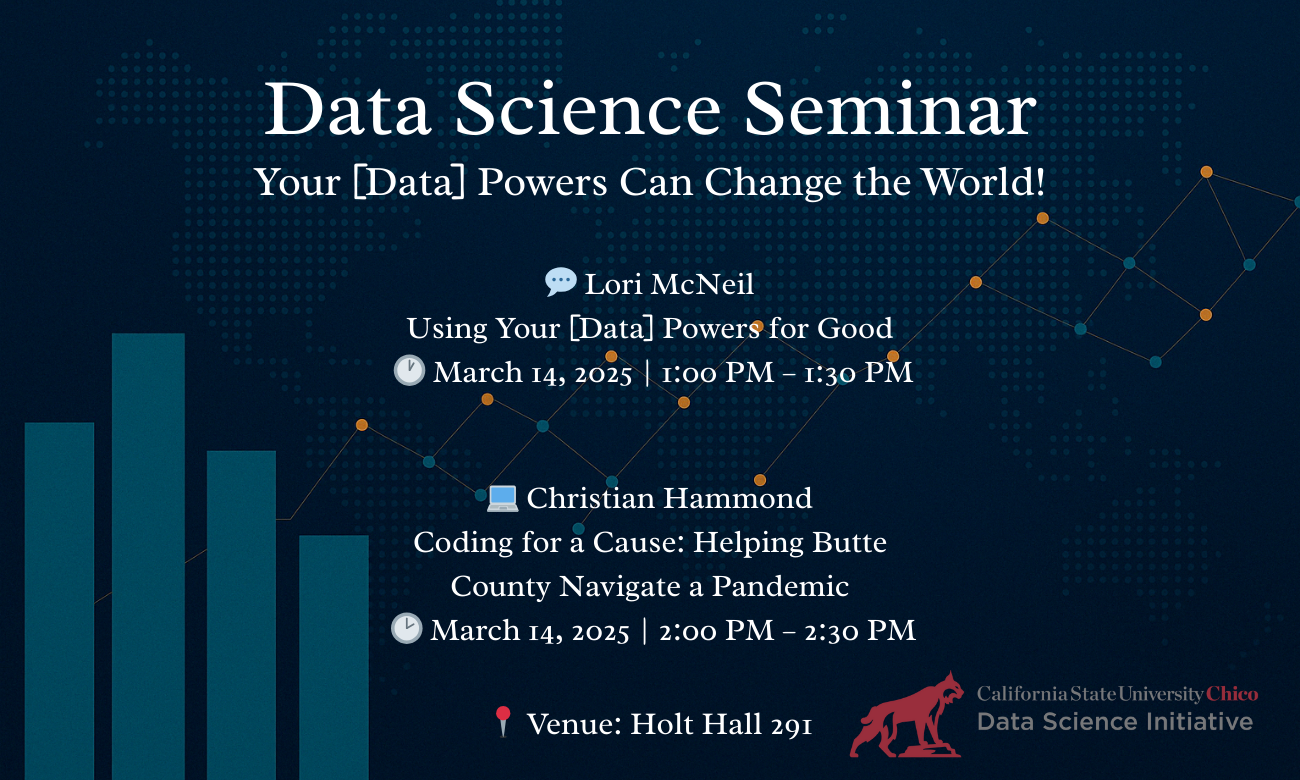 Data Science Seminar
Your [Data] Powers Can Change the World!
💬 Lori McNeil
Using Your [Data] Powers for Good
🕐 March 14, 2025 | 1:00 PM – 1:30 PM
💻 Christian Hammond
Coding for a Cause: Helping Butte
County Navigate a Pandemic
🕑 March 14, 2025 | 2:00 PM – 2:30 PM
📍 Venue: Holt Hall 291
California State University Chico
Data Science Initiative